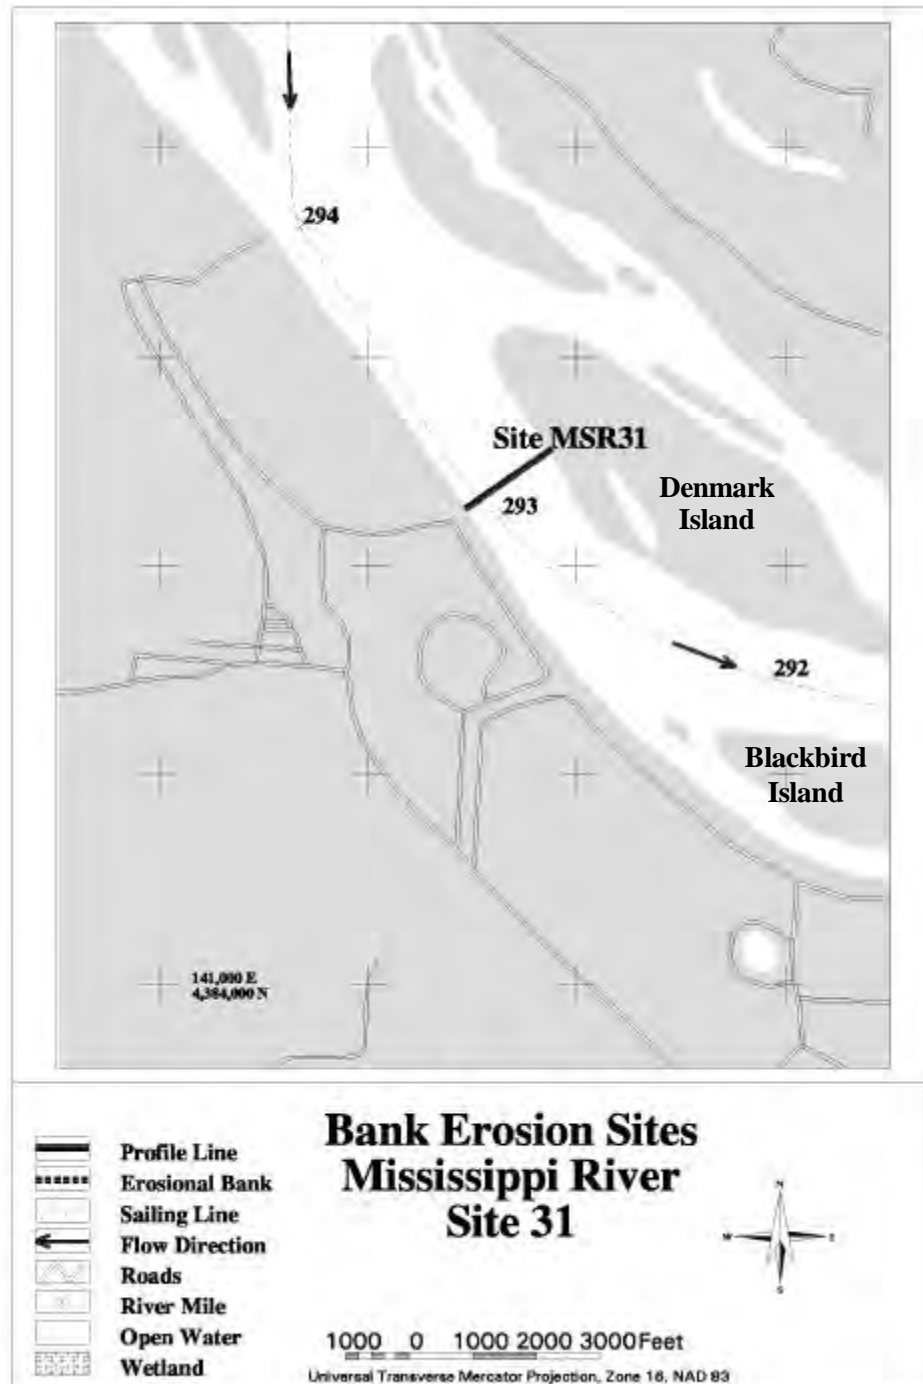 294
Site MSR31
293
Denmark
Island
292
Blackbird
Island
141,000 E
4,384,000 N
Bank Erosion Sites
Mississippi River
Site 31
Profile Line
Erosional Bank
Sailing Line
Flow Direction
Roads
River Mile
Open Water
Wetland
N
W
E
S
1000 0 1000 2000 3000 Feet
Universal Transverse Mercator Projection, Zone 16, NAD 83